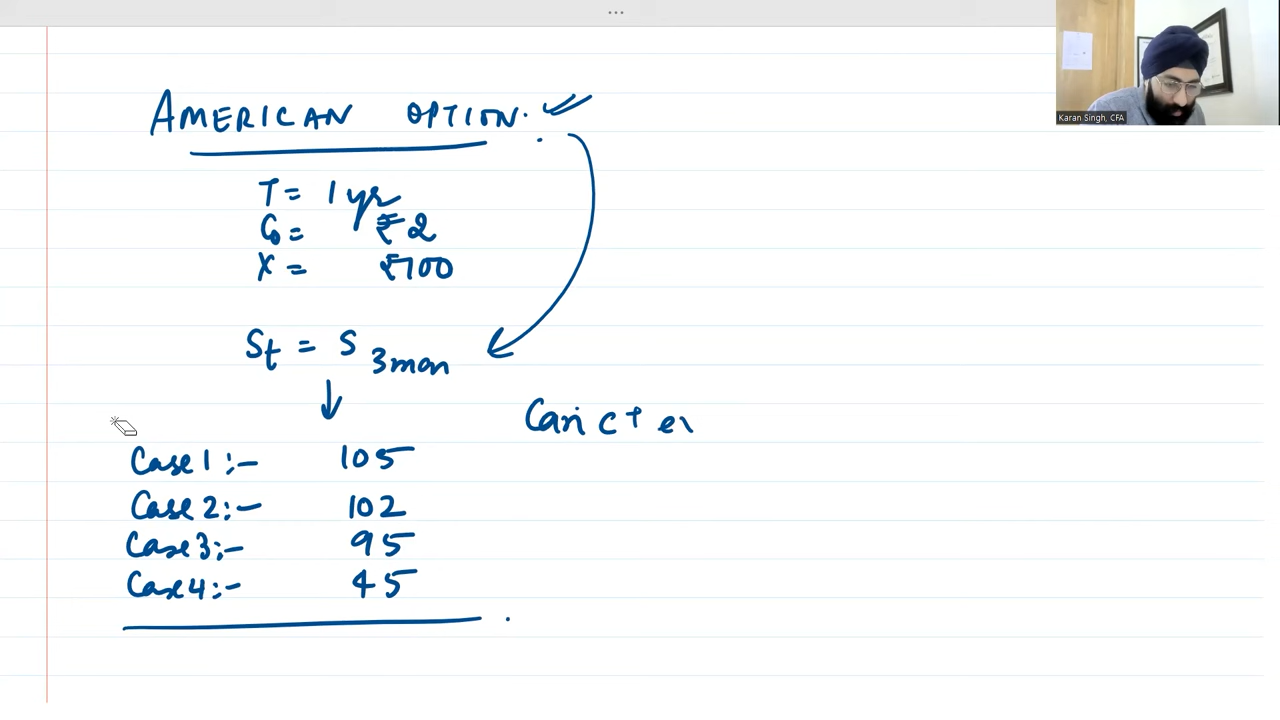 AMERICAN OPTION.
T = 1 yr
C₀ = ₹2
X = ₹100
St = S 3mon
Can c+ ex
Case 1:- 105
Case 2:- 102
Case 3:- 95
Case 4:- 45
Karan Singh, CFA